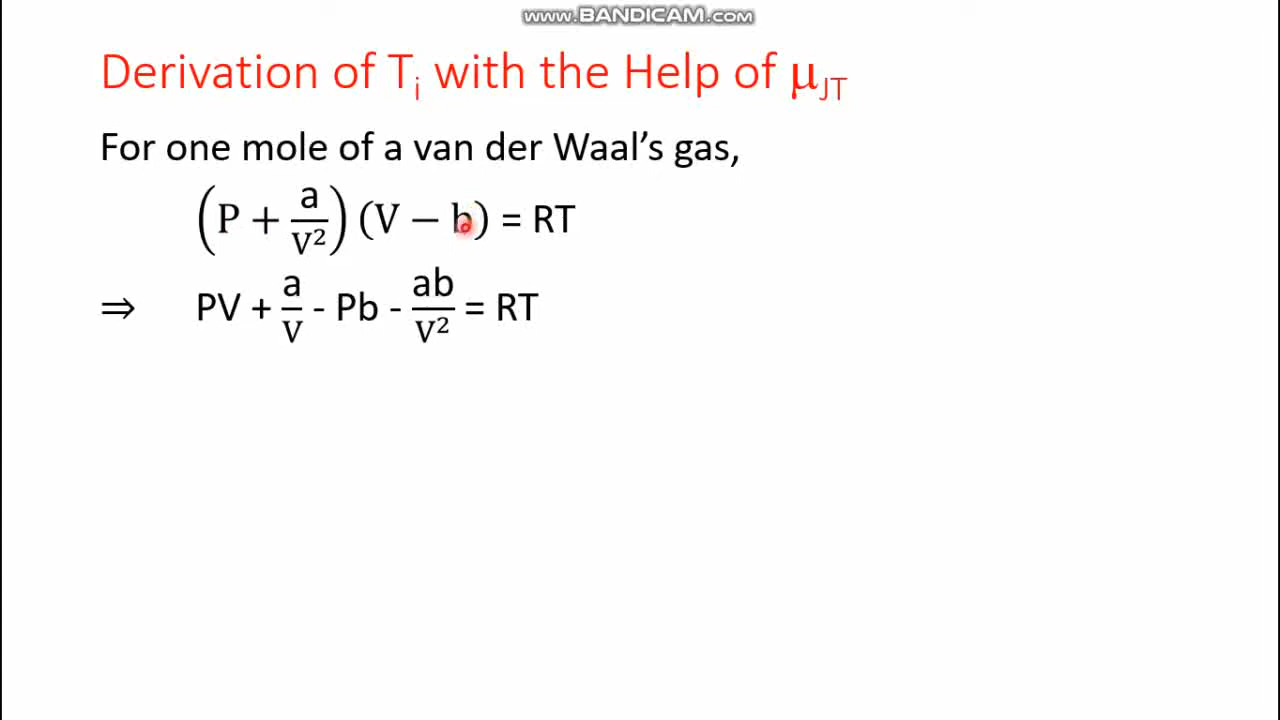 www.BANDICAM.com
Derivation of Tᵢ with the Help of μ_JT
For one mole of a van der Waal’s gas,
(P + a/V²) (V − b) = RT
⇒ PV + a/V - Pb - ab/V² = RT